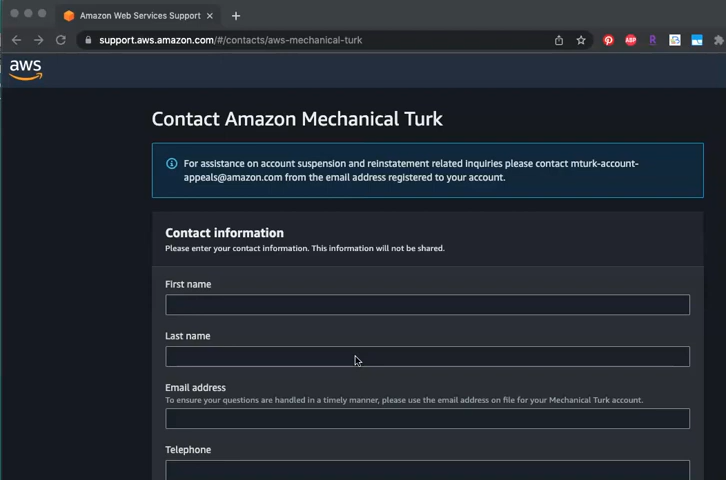 Amazon Web Services Support
support.aws.amazon.com/#/contacts/aws-mechanical-turk
ABP
R
aws
Contact Amazon Mechanical Turk
For assistance on account suspension and reinstatement related inquiries please contact mturk-account-
appeals@amazon.com from the email address registered to your account.
Contact information
Please enter your contact information. This information will not be shared.
First name
Last name
Email address
To ensure your questions are handled in a timely manner, please use the email address on file for your Mechanical Turk account.
Telephone